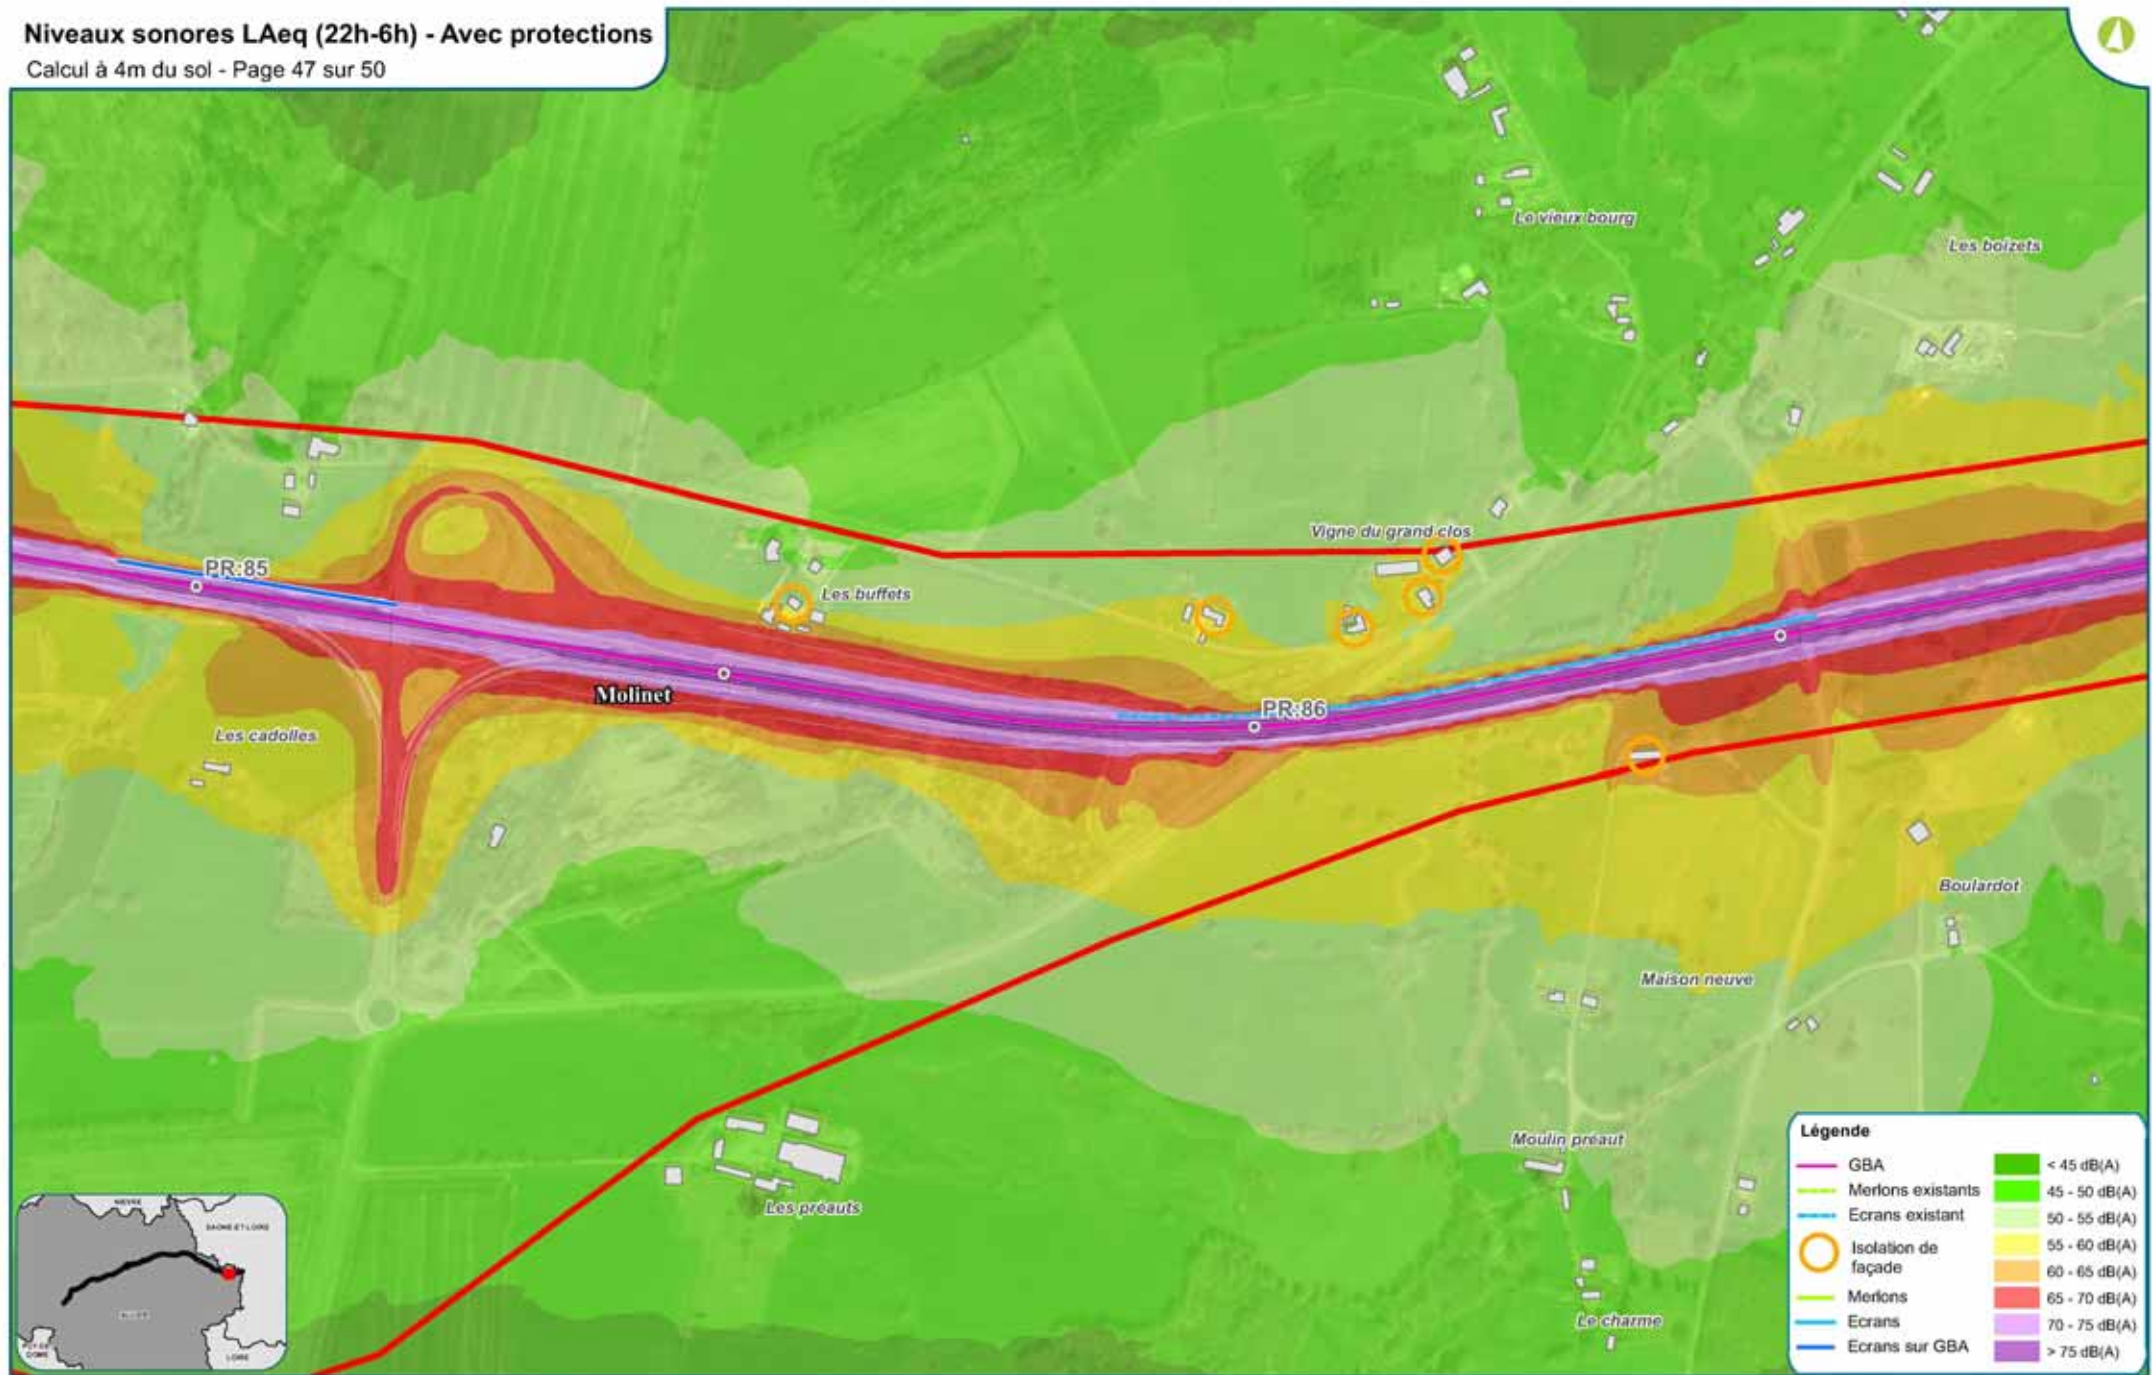 Niveaux sonores LAeq (22h-6h) - Avec protections
Calcul à 4m du sol - Page 47 sur 50
Le vieux bourg
Les boizets
Vigne du grand clos
PR:85
Les buffets
Molinet
PR:86
Les cadolles
Boulardot
Maison neuve
Moulin préaut
Les préauts
Le charme
NIEVRE
SAONE-ET-LOIRE
ALLIER
PUY-DE-
DOME
LOIRE
Légende
GBA
Merlons existants
Ecrans existant
Isolation de
façade
Merlons
Ecrans
Ecrans sur GBA
< 45 dB(A)
45 - 50 dB(A)
50 - 55 dB(A)
55 - 60 dB(A)
60 - 65 dB(A)
65 - 70 dB(A)
70 - 75 dB(A)
> 75 dB(A)